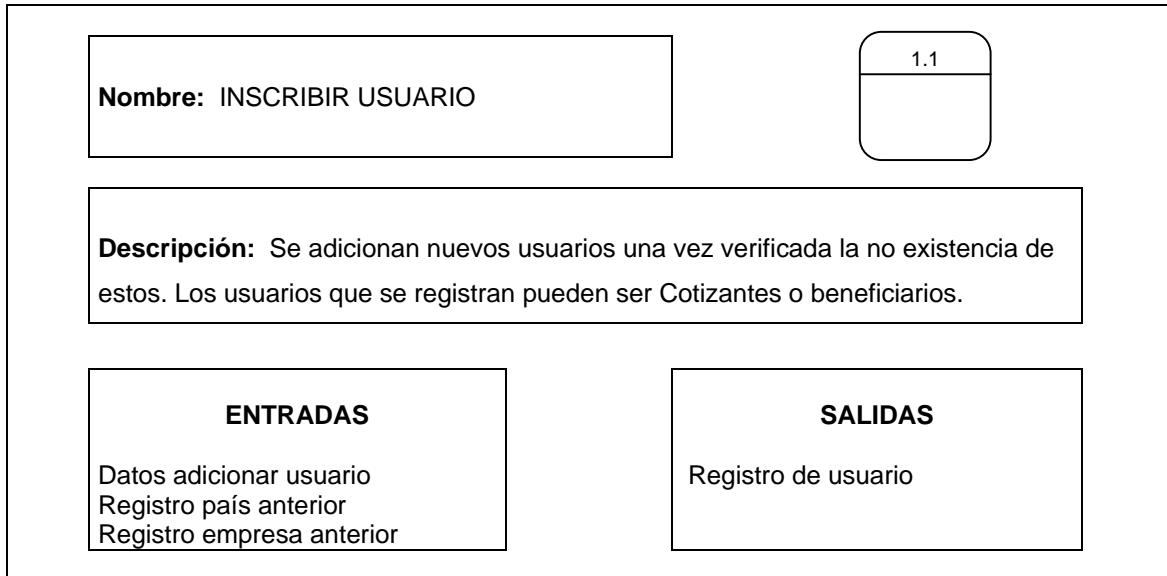 1.1
Nombre: INSCRIBIR USUARIO
Descripción: Se adicionan nuevos usuarios una vez verificada la no existencia de
estos. Los usuarios que se registran pueden ser Cotizantes o beneficiarios.
ENTRADAS
Datos adicionar usuario
Registro país anterior
Registro empresa anterior
SALIDAS
Registro de usuario